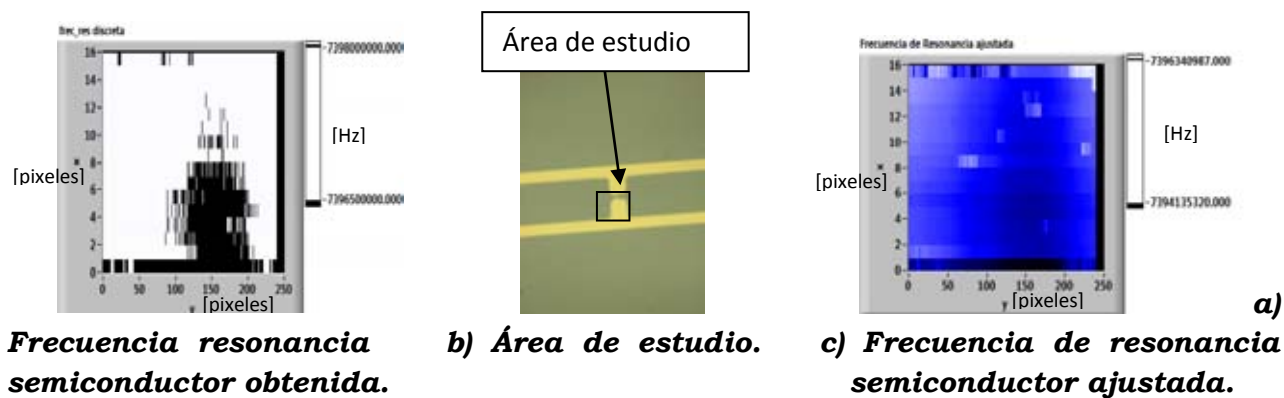 frec_res discreta
16
14
12
10
8
6
4
2
0
0
50
100
150
200
250
x
y
[pixeles]
[pixeles]
7398000000.000
[Hz]
7396500000.000
Área de estudio
Frecuencia de Resonancia ajustada
16
14
12
10
8
6
4
2
0
0
50
100
150
200
250
x
y
[pixeles]
[pixeles]
7396340987.000
[Hz]
7394135320.000
a)
Frecuencia resonancia b) Área de estudio. c) Frecuencia de resonancia
semiconductor obtenida. semiconductor ajustada.